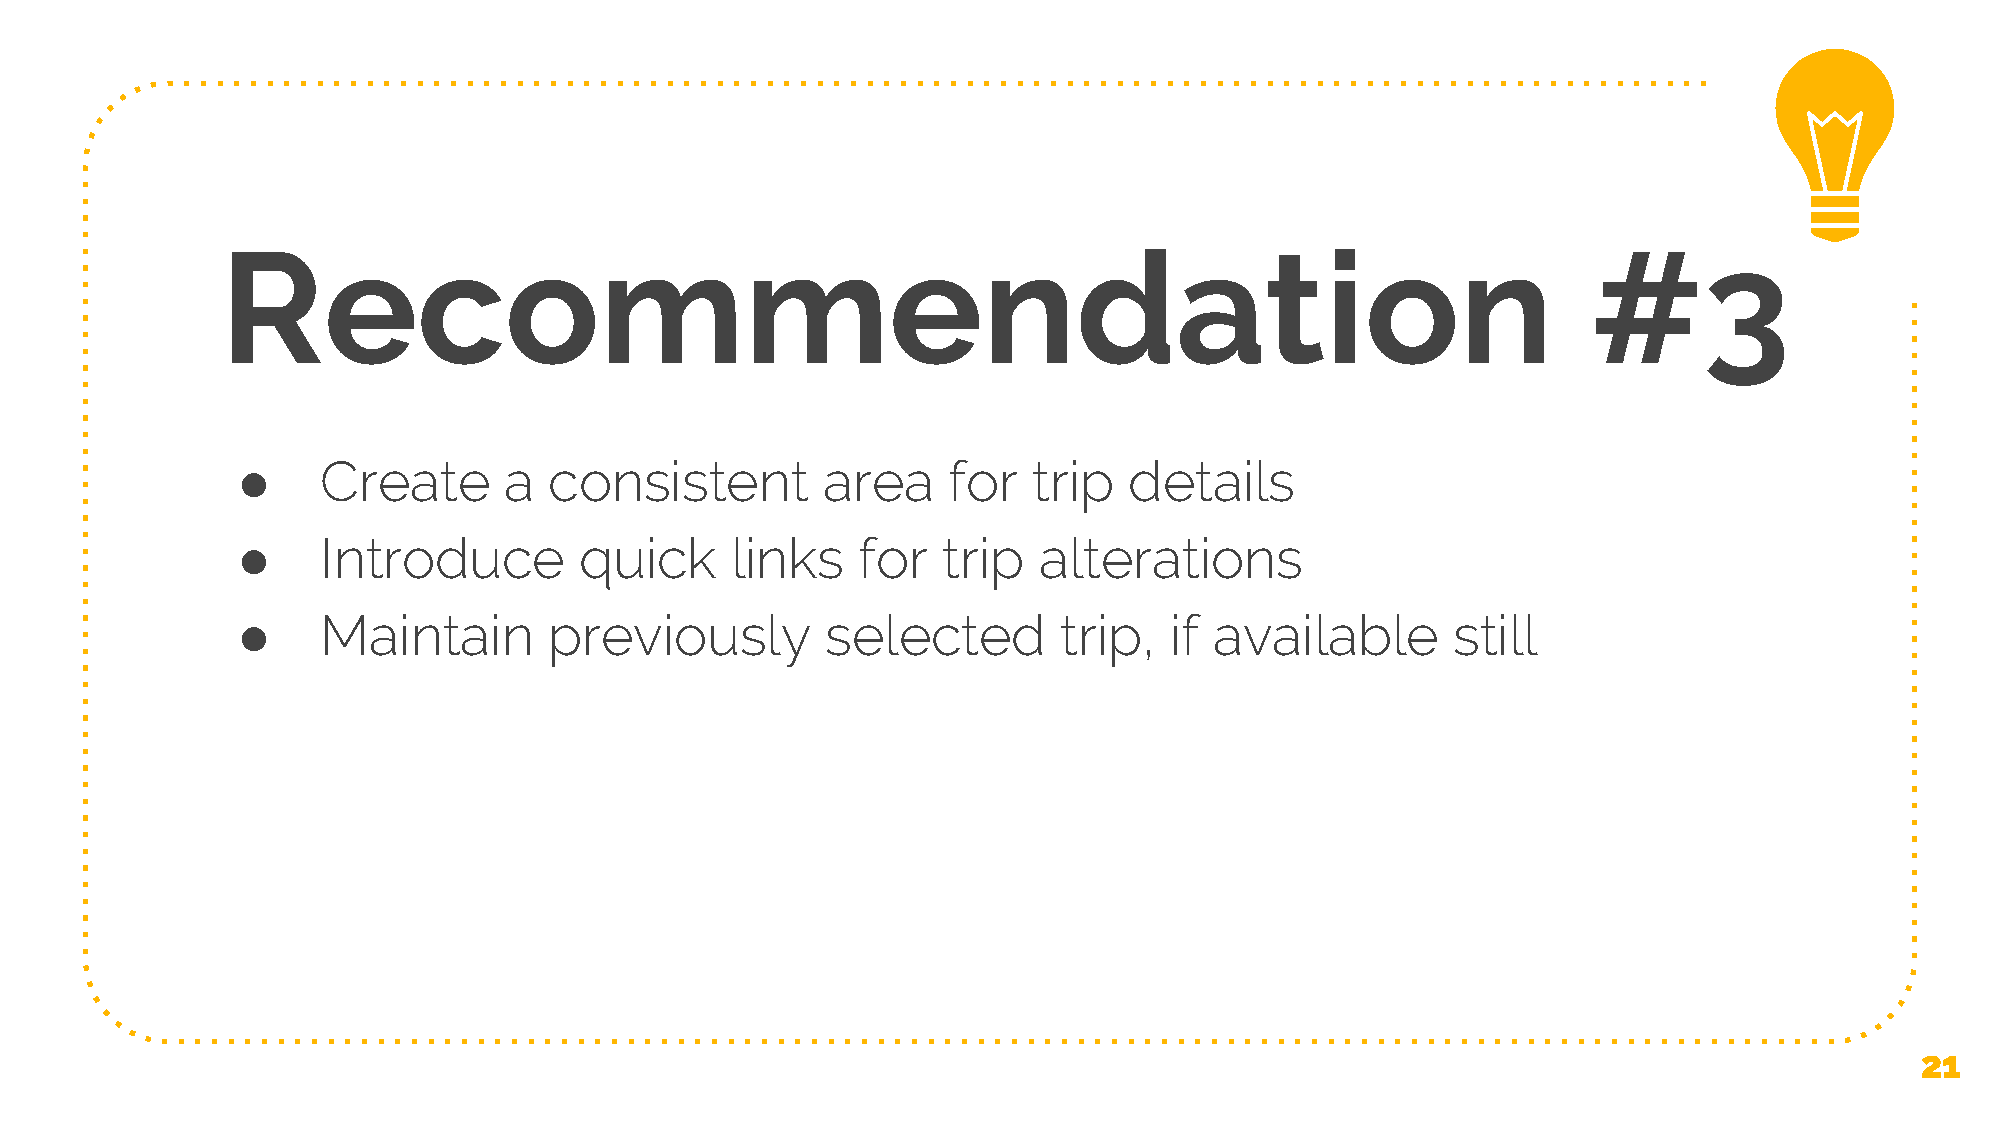 Recommendation #3
● Create a consistent area for trip details
● Introduce quick links for trip alterations
● Maintain previously selected trip, if available still
21